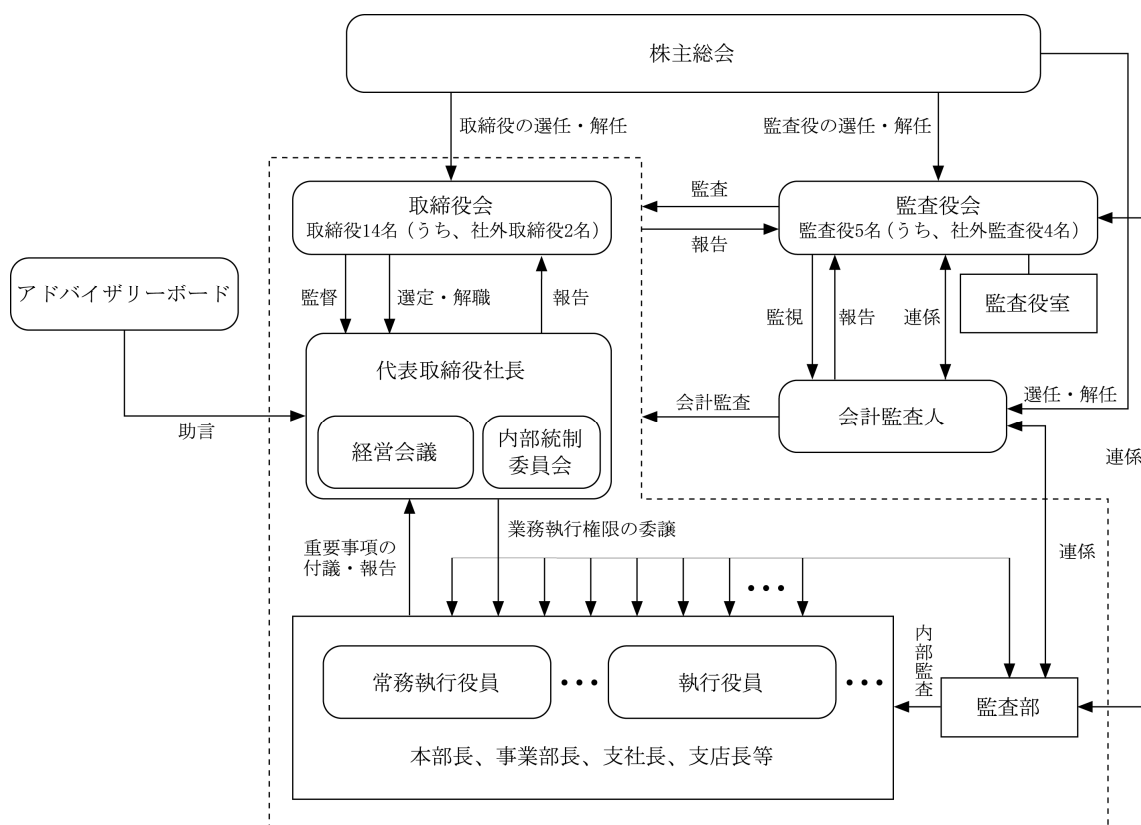 株主総会
取締役の選任・解任
監査役の選任・解任
取締役会
取締役14名（うち、社外取締役2名）
監査
報告
監査役会
監査役5名（うち、社外監査役4名）
監査役室
アドバイザリーボード
助言
監督
選定・解職
報告
監視
報告
連係
代表取締役社長
経営会議
内部統制
委員会
会計監査
会計監査人
選任・解任
連係
重要事項の
付議・報告
業務執行権限の委譲
連係
常務執行役員
執行役員
本部長、事業部長、支社長、支店長等
内部監査
監査部